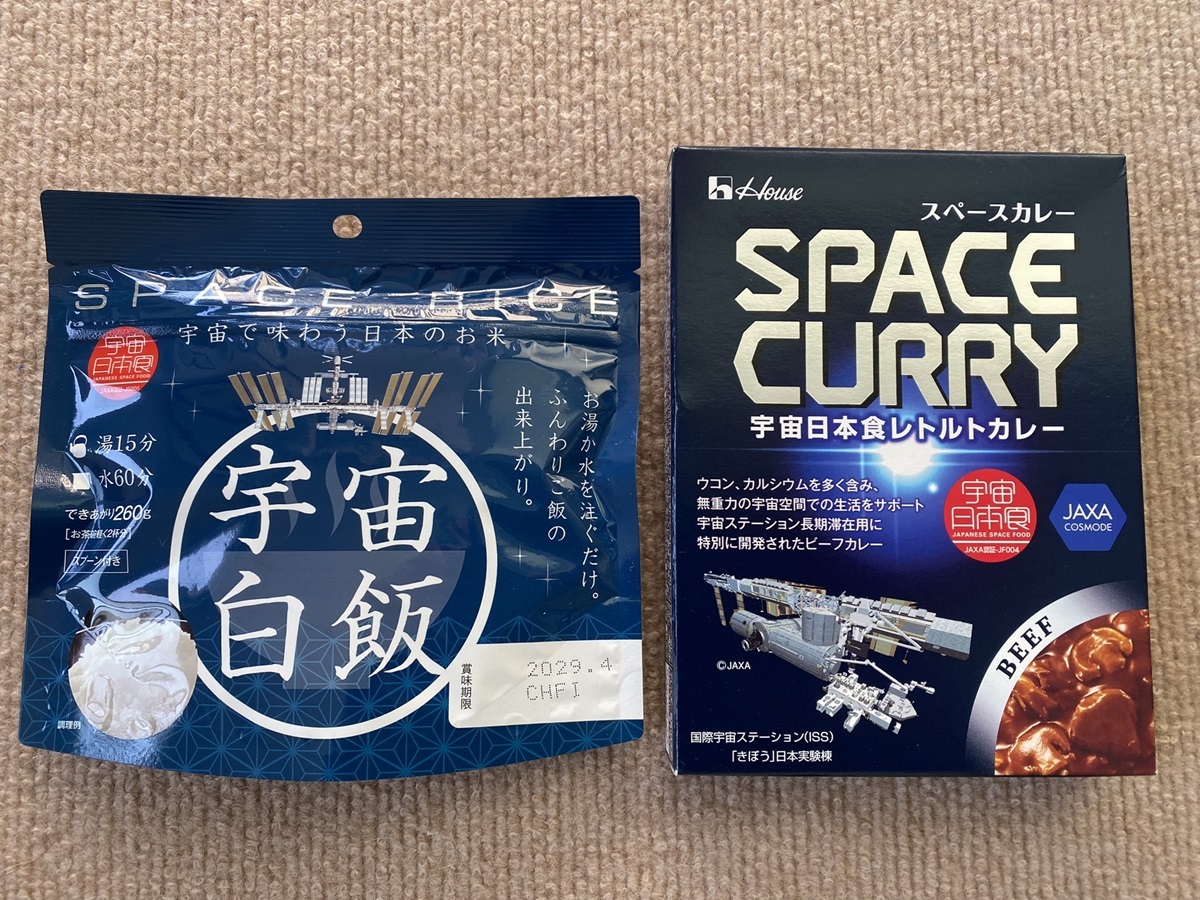 SPACE RICE
宇宙で味わう日本のお米
宇宙
日本食
JAPANESE SPACE FOOD
お湯か水を注ぐだけ。
ふんわりご飯の
出来上がり。
湯15分
水60分
できあがり260g
[お茶碗軽く2杯分]
スプーン付き
宇宙
白飯
調理例
賞味期限
2029.4
CHFI
House
スペースカレー
SPACE
CURRY
宇宙日本食レトルトカレー
ウコン、カルシウムを多く含み、
無重力の宇宙空間での生活をサポート
宇宙ステーション長期滞在用に
特別に開発されたビーフカレー
宇宙
日本食
JAPANESE SPACE FOOD
JAXA認証-JF004
JAXA
COSMODE
BEEF
©JAXA
国際宇宙ステーション(ISS)
「きぼう」日本実験棟